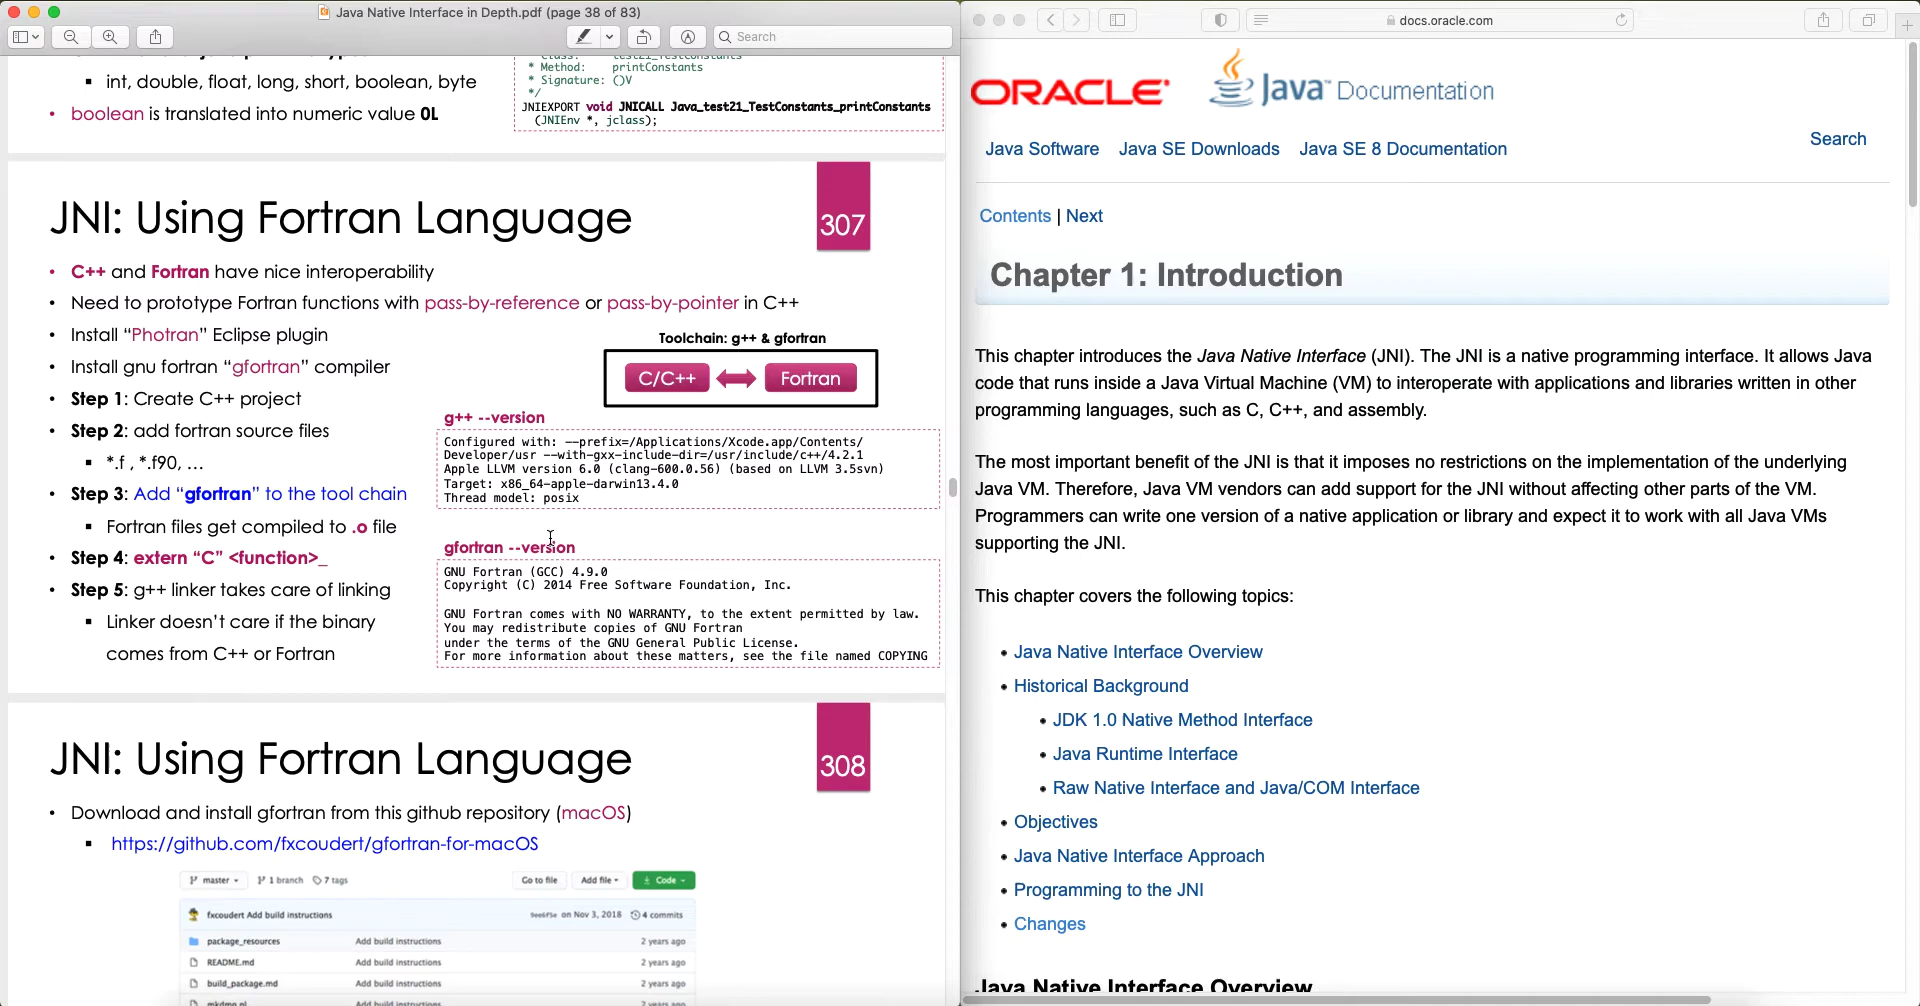 Java Native Interface in Depth.pdf (page 38 of 83)
Search
int, double, float, long, short, boolean, byte
boolean is translated into numeric value 0L
* Method: printConstants
* Signature: ()V
*/
JNIEXPORT void JNICALL Java_test21_TestConstants_printConstants
(JNIEnv *, jclass);
JNI: Using Fortran Language
307
C++ and Fortran have nice interoperability
Need to prototype Fortran functions with pass-by-reference or pass-by-pointer in C++
Install “Photran” Eclipse plugin
Install gnu fortran “gfortran” compiler
Step 1: Create C++ project
Step 2: add fortran source files
*.f , *.f90, …
Step 3: Add “gfortran” to the tool chain
Fortran files get compiled to .o file
Step 4: extern “C” <function>_
Step 5: g++ linker takes care of linking
Linker doesn’t care if the binary
comes from C++ or Fortran
Toolchain: g++ & gfortran
C/C++
Fortran
g++ --version
Configured with: --prefix=/Applications/Xcode.app/Contents/
Developer/usr --with-gxx-include-dir=/usr/include/c++/4.2.1
Apple LLVM version 6.0 (clang-600.0.56) (based on LLVM 3.5svn)
Target: x86_64-apple-darwin13.4.0
Thread model: posix
gfortran --version
GNU Fortran (GCC) 4.9.0
Copyright (C) 2014 Free Software Foundation, Inc.
GNU Fortran comes with NO WARRANTY, to the extent permitted by law.
You may redistribute copies of GNU Fortran
under the terms of the GNU General Public License.
For more information about these matters, see the file named COPYING
JNI: Using Fortran Language
308
Download and install gfortran from this github repository (macOS)
https://github.com/fxcoudert/gfortran-for-macOS
master
1 branch
7 tags
Go to file
Add file
Code
fxcoudert Add build instructions
on Nov 3, 2018
4 commits
package_resources
Add build instructions
2 years ago
README.md
Add build instructions
2 years ago
build_package.md
Add build instructions
2 years ago
docs.oracle.com
ORACLE
Java™ Documentation
Search
Java Software
Java SE Downloads
Java SE 8 Documentation
Contents | Next
Chapter 1: Introduction
This chapter introduces the Java Native Interface (JNI). The JNI is a native programming interface. It allows Java
code that runs inside a Java Virtual Machine (VM) to interoperate with applications and libraries written in other
programming languages, such as C, C++, and assembly.
The most important benefit of the JNI is that it imposes no restrictions on the implementation of the underlying
Java VM. Therefore, Java VM vendors can add support for the JNI without affecting other parts of the VM.
Programmers can write one version of a native application or library and expect it to work with all Java VMs
supporting the JNI.
This chapter covers the following topics:
Java Native Interface Overview
Historical Background
JDK 1.0 Native Method Interface
Java Runtime Interface
Raw Native Interface and Java/COM Interface
Objectives
Java Native Interface Approach
Programming to the JNI
Changes
Java Native Interface Overview